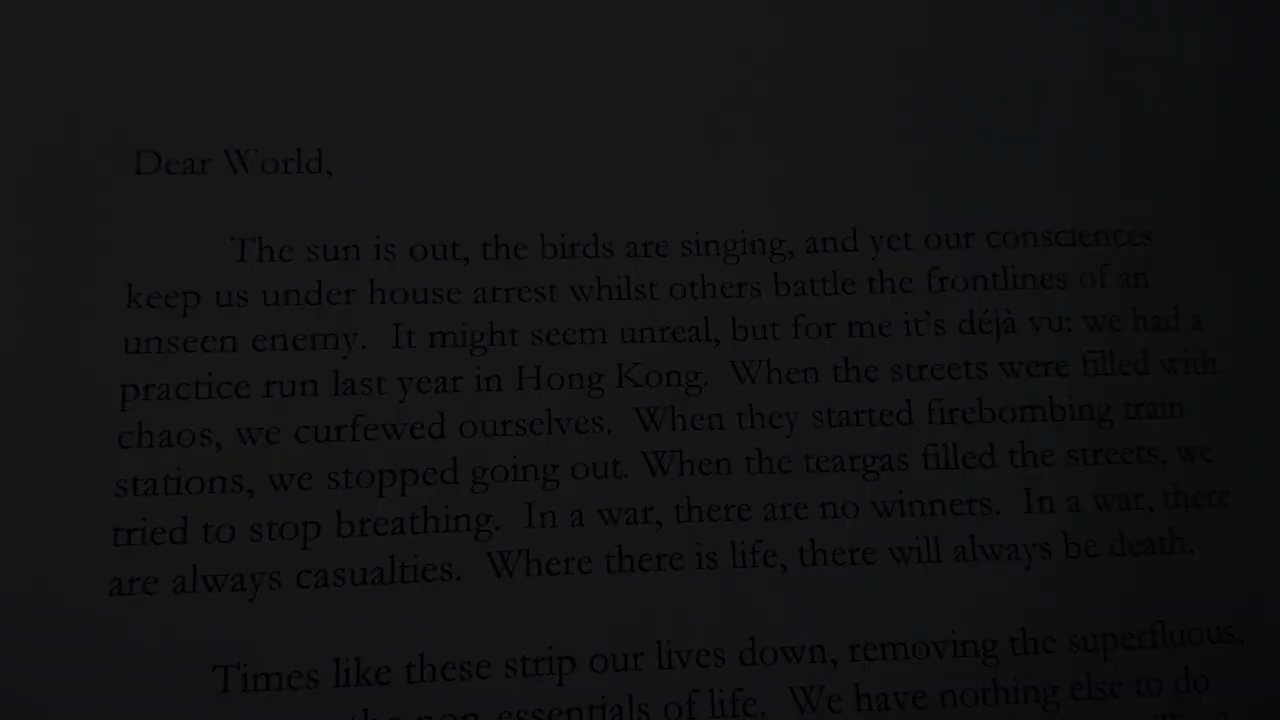 Dear World,
The sun is out, the birds are singing, and yet our consciences
keep us under house arrest whilst others battle the frontlines of an
unseen enemy. It might seem unreal, but for me it's déjà vu: we had a
practice run last year in Hong Kong. When the streets were filled with
chaos, we curfewed ourselves. When they started firebombing train
stations, we stopped going out. When the teargas filled the streets, we
tried to stop breathing. In a war, there are no winners. In a war, there
are always casualties. Where there is life, there will always be death.
Times like these strip our lives down, removing the superfluous,
the non essentials of life. We have nothing else to do